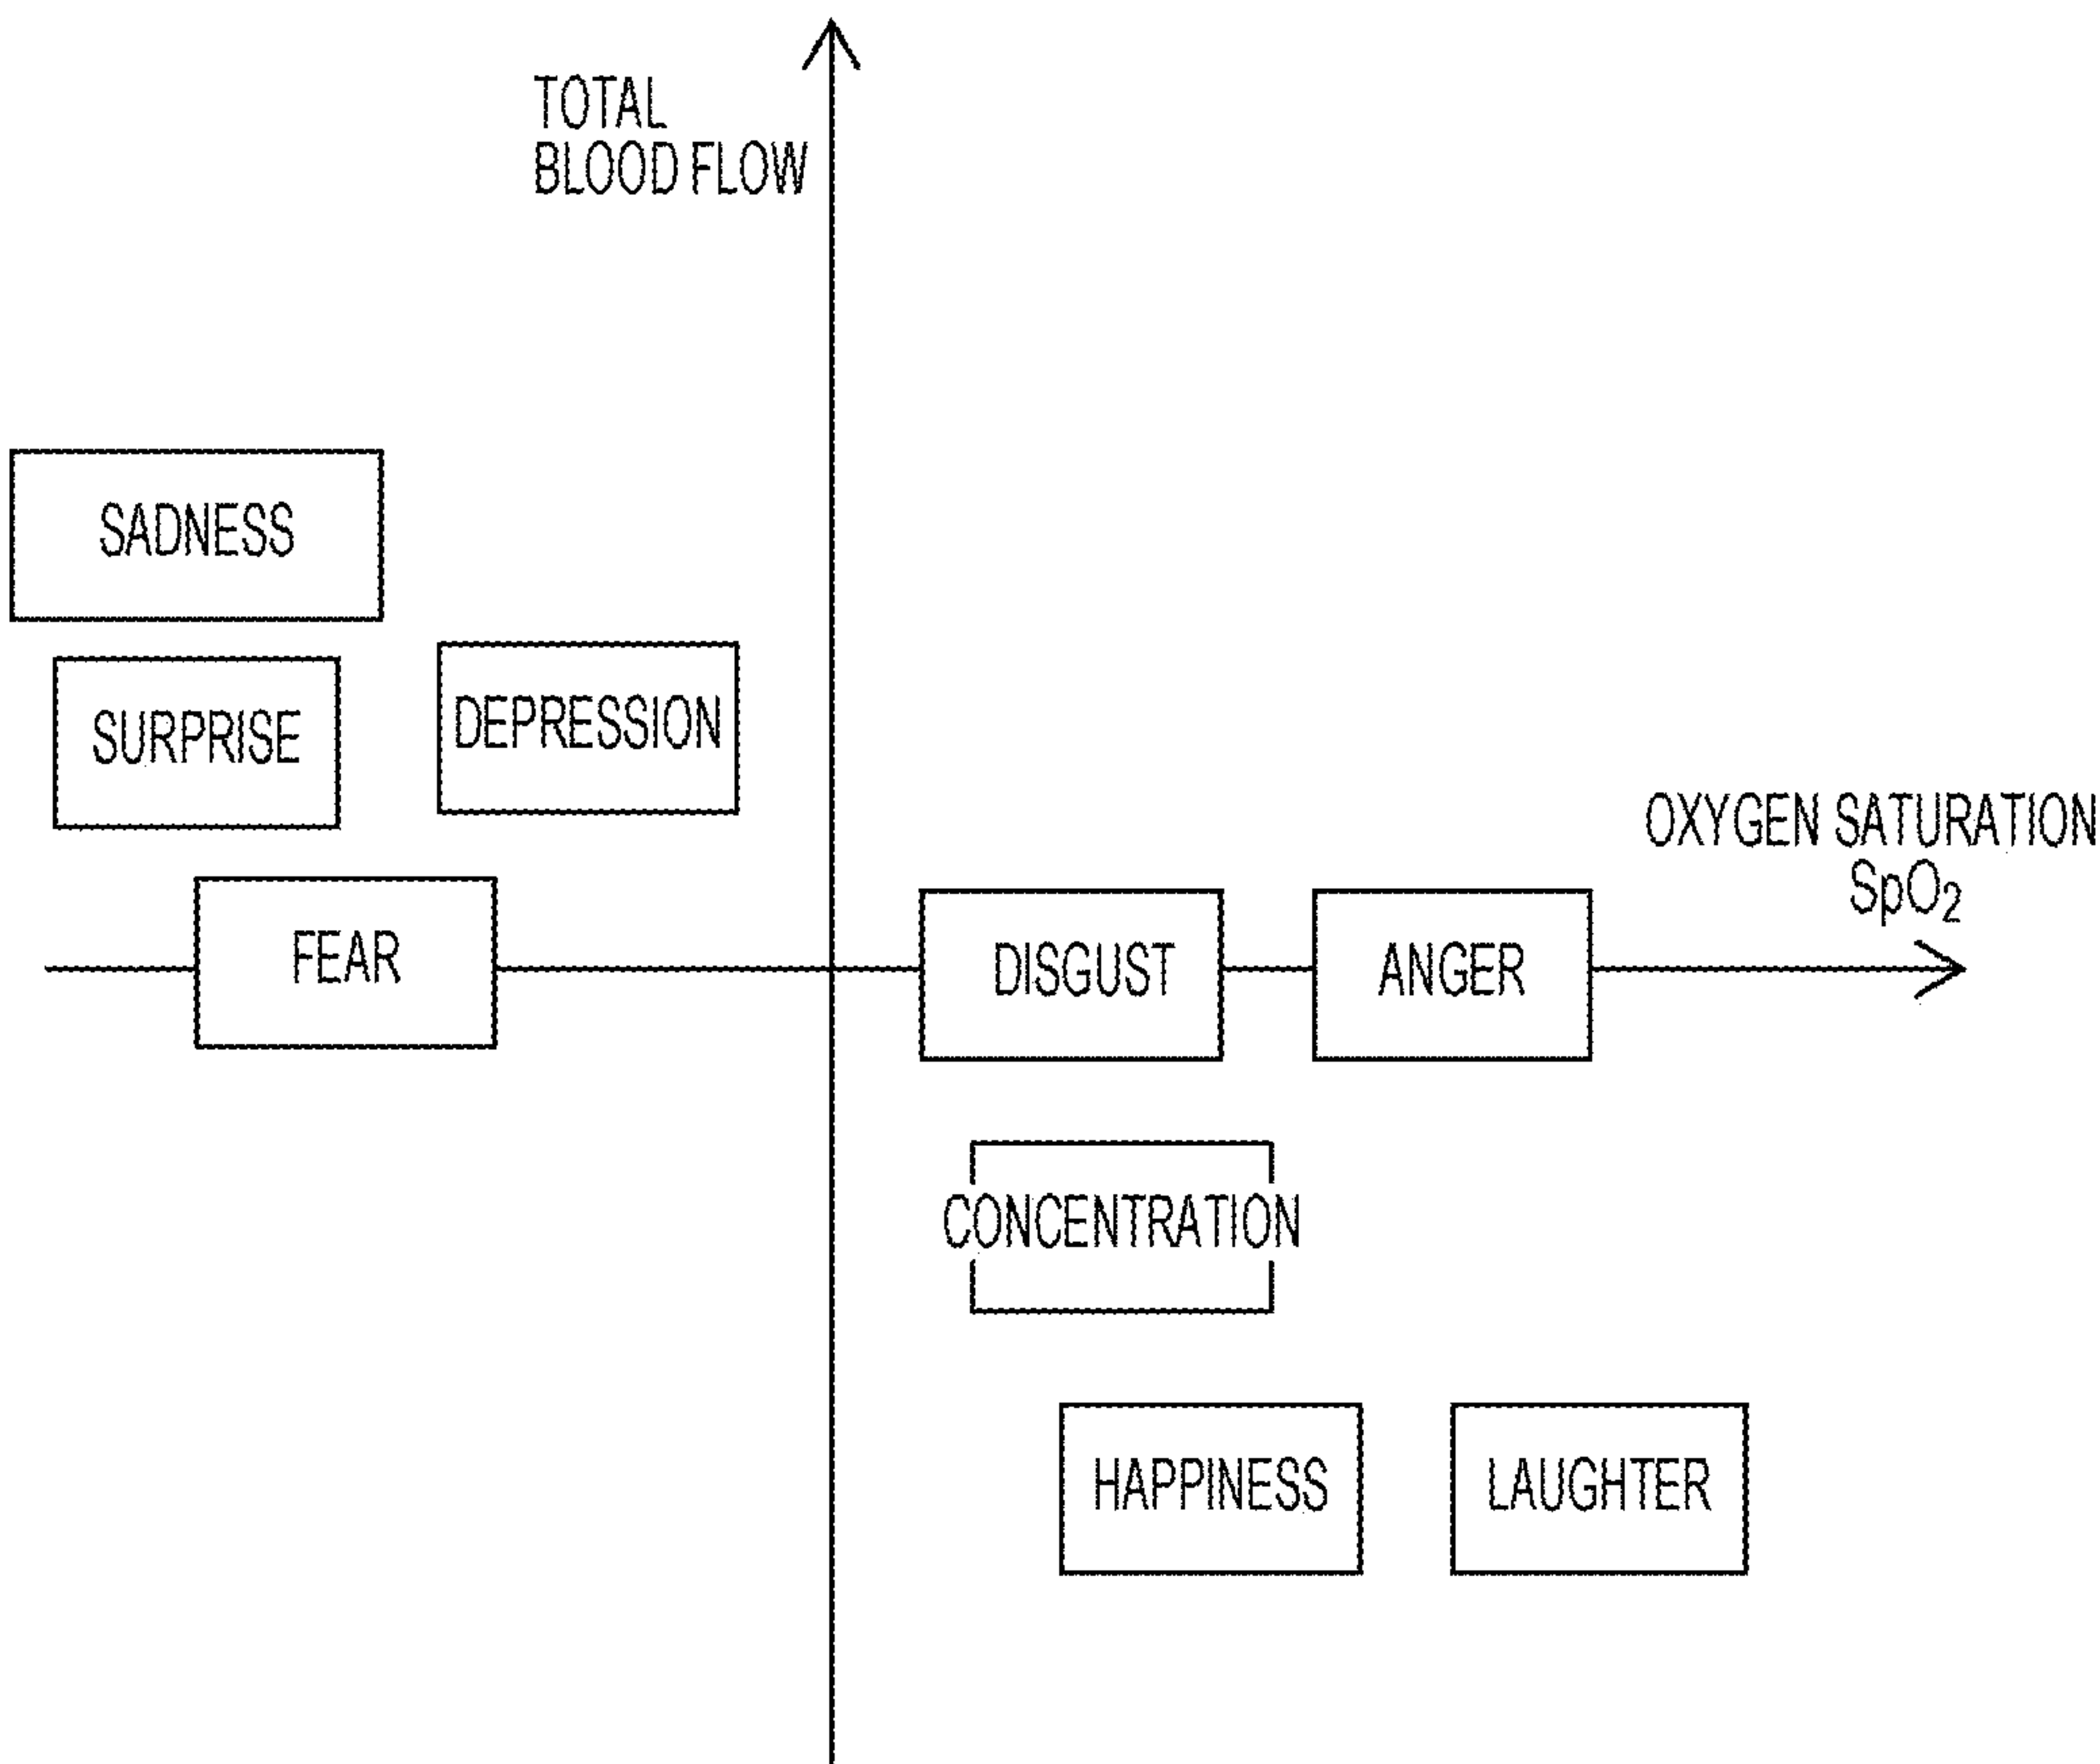 TOTAL
BLOOD FLOW
SADNESS
SURPRISE
DEPRESSION
OXYGEN SATURATION
SpO₂
FEAR
DISGUST
ANGER
CONCENTRATION
HAPPINESS
LAUGHTER